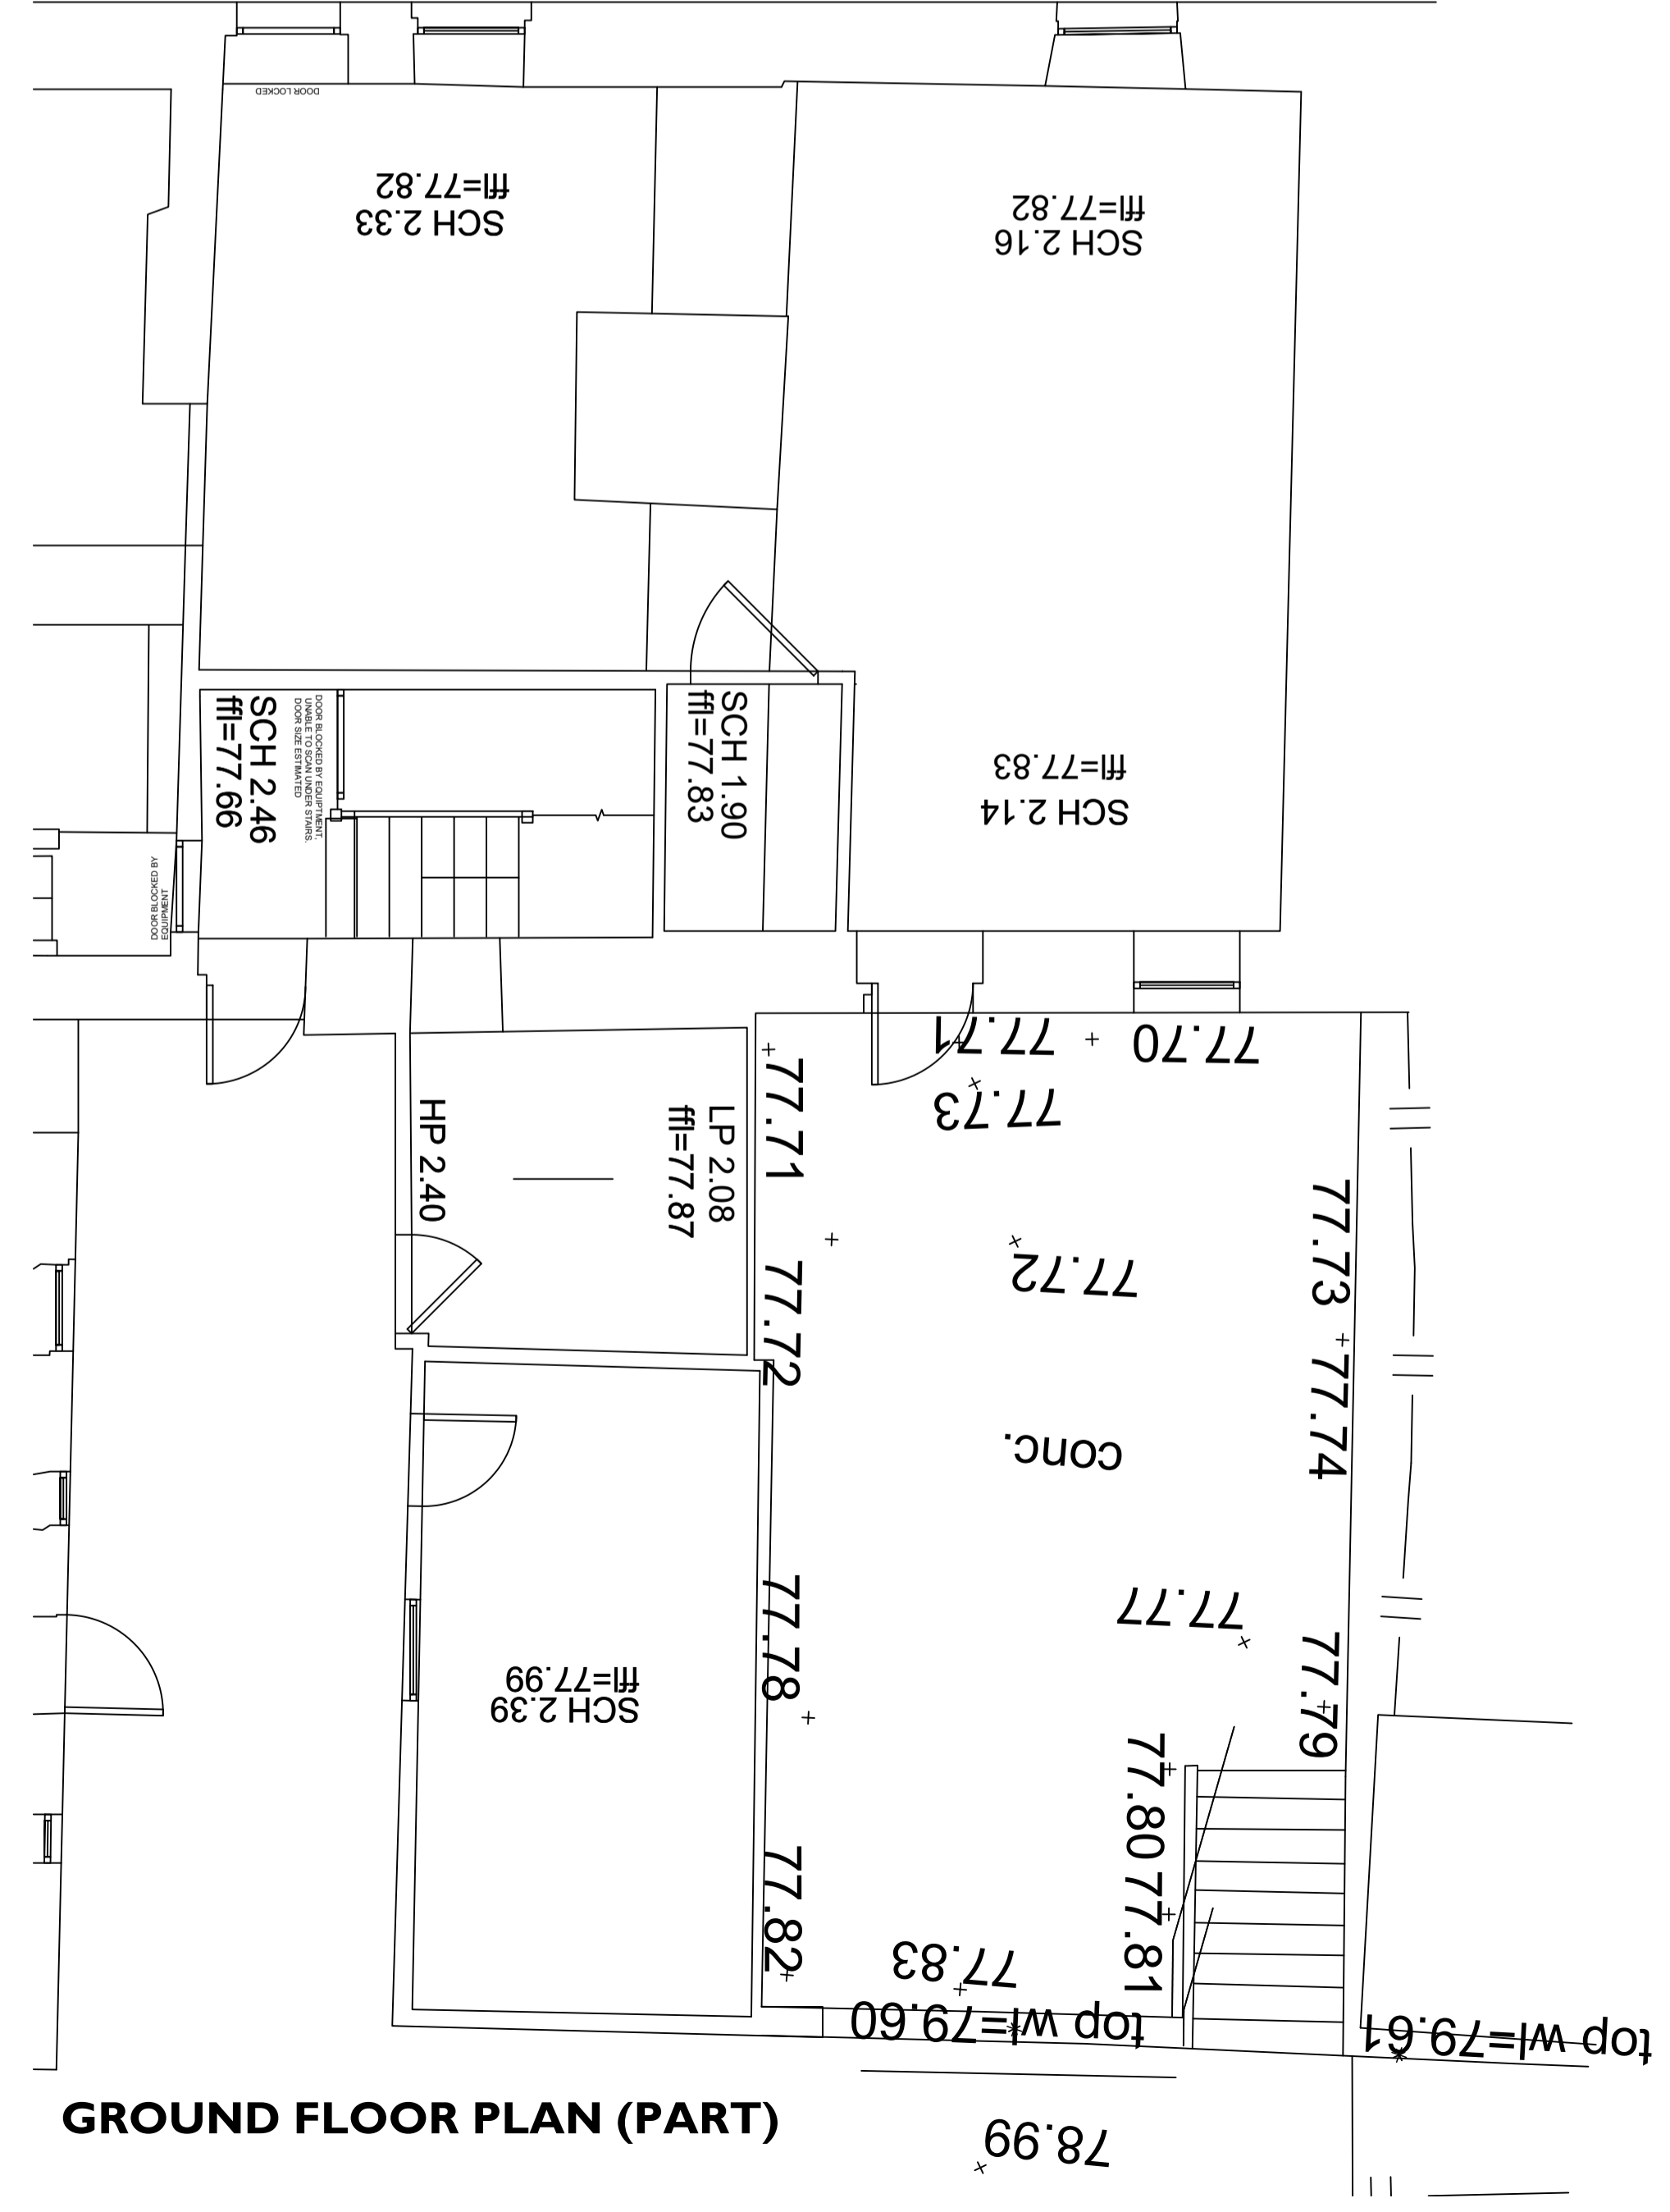 DOOR LOCKED
ffl=77.82
SCH 2.33
ffl=77.82
SCH 2.16
SCH 2.46
ffl=77.66
DOOR BLOCKED BY EQUIPTMENT.
UNABLE TO SCAN UNDER STAIRS.
DOOR SIZE ESTIMATED
SCH 1.90
ffl=77.83
ffl=77.83
SCH 2.14
DOOR BLOCKED BY
EQUIPMENT
77.71
77.70
77.73
77.71
HP 2.40
LP 2.08
ffl=77.87
77.72
77.72
77.73
77.74
conc.
77.77
77.78
77.79
ffl=77.99
SCH 2.39
77.80
77.81
77.82
77.83
top wl=79.60
top wl=79.61
GROUND FLOOR PLAN (PART)
78.99